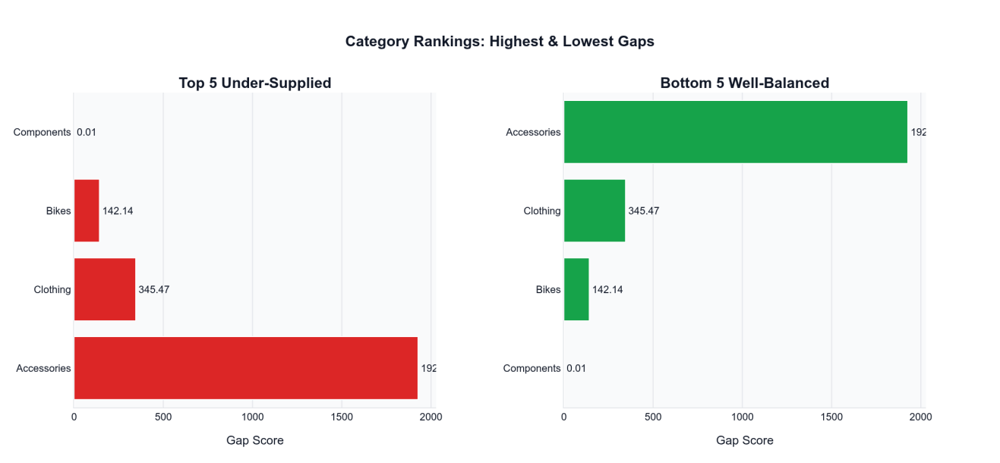 Category Rankings: Highest & Lowest Gaps
Top 5 Under-Supplied
Components 0.01
Bikes 142.14
Clothing 345.47
Accessories 192
0 500 1000 1500 2000
Gap Score
Bottom 5 Well-Balanced
Accessories 192
Clothing 345.47
Bikes 142.14
Components 0.01
0 500 1000 1500 2000
Gap Score